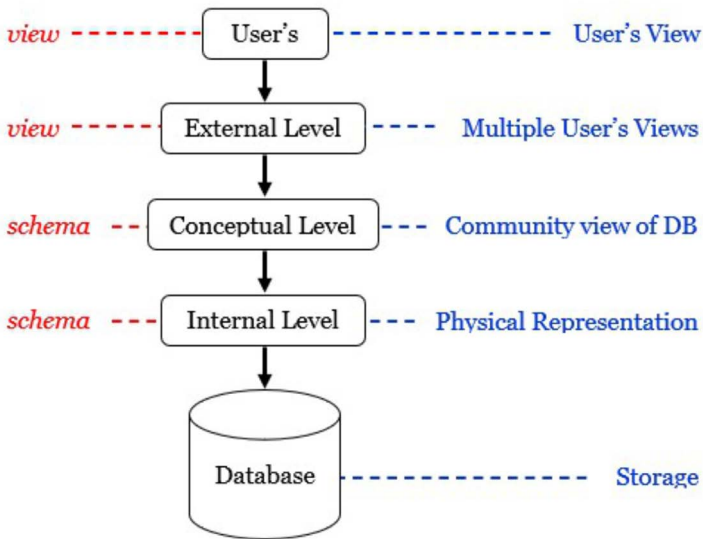 view User's User's View
view External Level Multiple User's Views
schema Conceptual Level Community view of DB
schema Internal Level Physical Representation
Database Storage